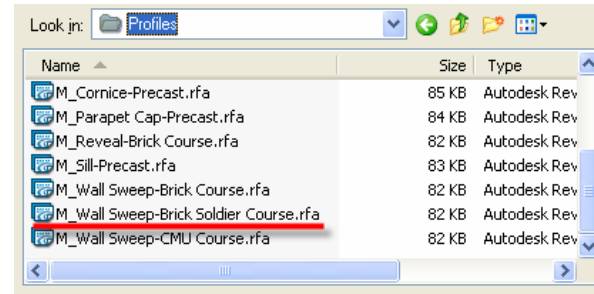 Look in: Profiles
Name Size Type
M_Cornice-Precast.rfa 85 KB Autodesk Rev
M_Parapet Cap-Precast.rfa 84 KB Autodesk Rev
M_Reveal-Brick Course.rfa 82 KB Autodesk Rev
M_Sill-Precast.rfa 83 KB Autodesk Rev
M_Wall Sweep-Brick Course.rfa 82 KB Autodesk Rev
M_Wall Sweep-Brick Soldier Course.rfa 82 KB Autodesk Rev
M_Wall Sweep-CMU Course.rfa 82 KB Autodesk Rev